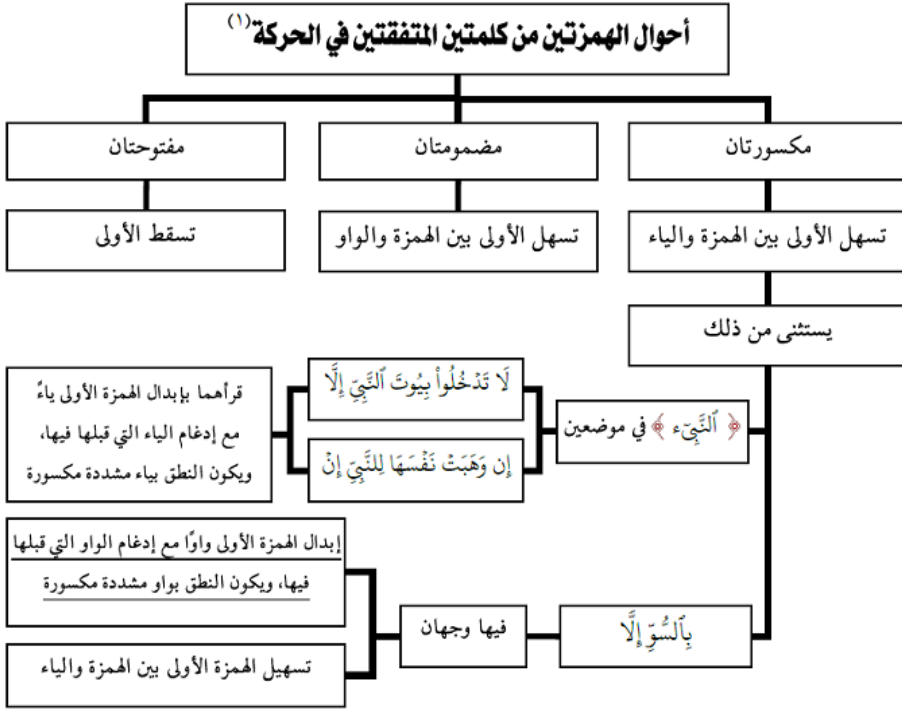 أحوال الهمزتين من كلمتين المتفقتين في الحركة(١)
مكسورتان
مضمومتان
مفتوحتان
تسهل الأولى بين الهمزة والياء
تسهل الأولى بين الهمزة والواو
تسقط الأولى
يستثنى من ذلك
﴿ ٱلنَّبِيٓء ﴾ في موضعين
لَا تَدۡخُلُواْ بِيُوتَ ٱلنَّبِيِّ إِلَّا
إِن وَهَبَتۡ نَفۡسَهَا لِلنَّبِيِّ إِنۡ
قرأهما بإبدال الهمزة الأولى ياءً
مع إدغام الياء التي قبلها فيها،
ويكون النطق بياء مشددة مكسورة
بِٱلسُّوِّ إِلَّا
فيها وجهان
إبدال الهمزة الأولى واوًا مع إدغام الواو التي قبلها
فيها، ويكون النطق بواو مشددة مكسورة
تسهيل الهمزة الأولى بين الهمزة والياء